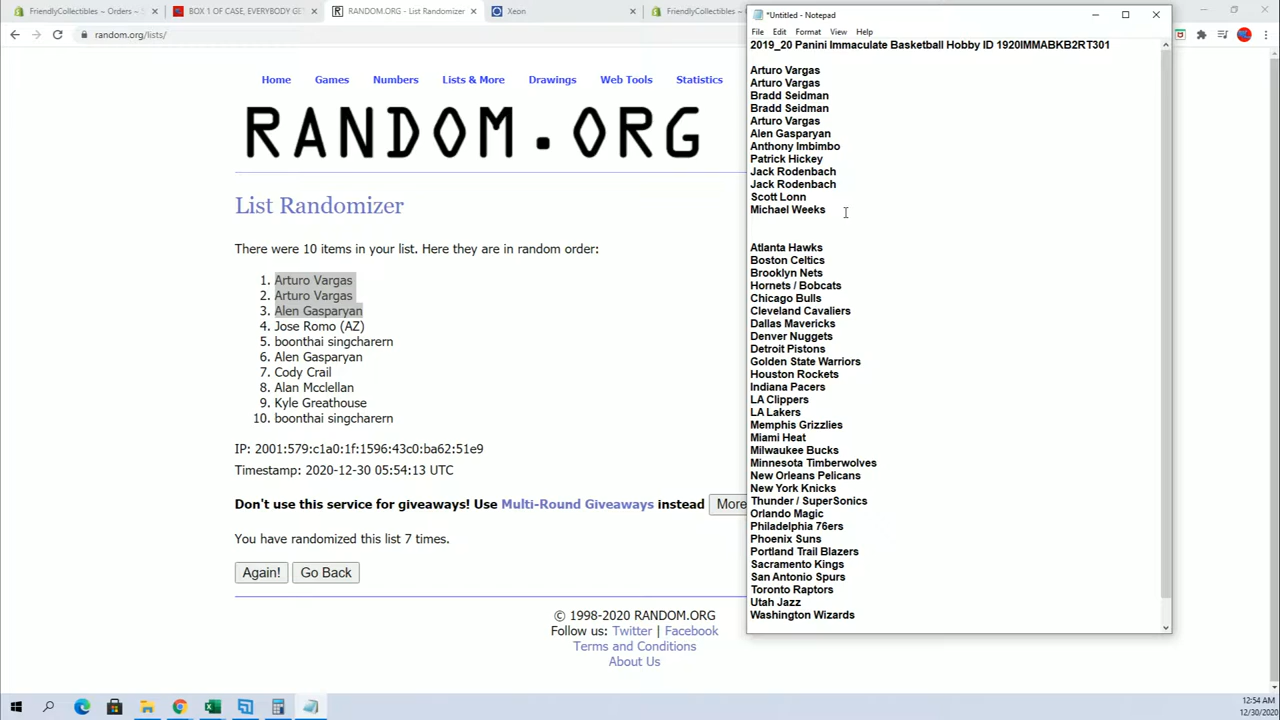 FriendlyCollectibles – Orders –
BOX 1 OF CASE, EVERYBODY GE
RANDOM.ORG - List Randomizer
Xeon
FriendlyCollectibles
random.org/lists/
Home
Games
Numbers
Lists & More
Drawings
Web Tools
Statistics
RANDOM.ORG
List Randomizer
There were 10 items in your list. Here they are in random order:
1. Arturo Vargas
2. Arturo Vargas
3. Alen Gasparyan
4. Jose Romo (AZ)
5. boonthai singcharern
6. Alen Gasparyan
7. Cody Crail
8. Alan Mcclellan
9. Kyle Greathouse
10. boonthai singcharern
IP: 2001:579:c1a0:1f:1596:43c0:ba62:51e9
Timestamp: 2020-12-30 05:54:13 UTC
Don't use this service for giveaways! Use Multi-Round Giveaways instead
More
You have randomized this list 7 times.
Again!
Go Back
© 1998-2020 RANDOM.ORG
Follow us: Twitter | Facebook
Terms and Conditions
About Us
*Untitled - Notepad
File
Edit
Format
View
Help
2019_20 Panini Immaculate Basketball Hobby ID 1920IMMABKB2RT301
Arturo Vargas
Arturo Vargas
Bradd Seidman
Bradd Seidman
Arturo Vargas
Alen Gasparyan
Anthony Imbimbo
Patrick Hickey
Jack Rodenbach
Jack Rodenbach
Scott Lonn
Michael Weeks
Atlanta Hawks
Boston Celtics
Brooklyn Nets
Hornets / Bobcats
Chicago Bulls
Cleveland Cavaliers
Dallas Mavericks
Denver Nuggets
Detroit Pistons
Golden State Warriors
Houston Rockets
Indiana Pacers
LA Clippers
LA Lakers
Memphis Grizzlies
Miami Heat
Milwaukee Bucks
Minnesota Timberwolves
New Orleans Pelicans
New York Knicks
Thunder / SuperSonics
Orlando Magic
Philadelphia 76ers
Phoenix Suns
Portland Trail Blazers
Sacramento Kings
San Antonio Spurs
Toronto Raptors
Utah Jazz
Washington Wizards
12:54 AM
12/30/2020